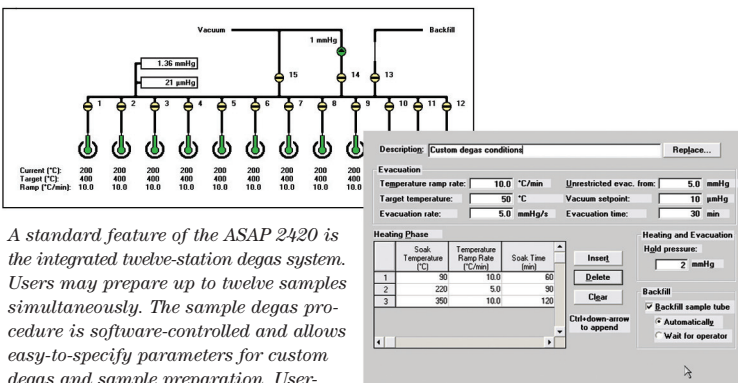 Vacuum
Backfill
1 mmHg
1.36 mmHg
21 µmHg
15
14
13
1 2 3 4 5 6 7 8 9 10 11 12
Current (°C): 200 200 200 200 200 200 200 200 200
Target (°C): 400 400 400 400 400 400 400 400 400
Ramp (°C/min): 10.0 10.0 10.0 10.0 10.0 10.0 10.0 10.0 10.0
Description: Custom degas conditions Replace...
Evacuation
Temperature ramp rate: 10.0 °C/min Unrestricted evac. from: 5.0 mmHg
Target temperature: 50 °C Vacuum setpoint: 10 µmHg
Evacuation rate: 5.0 mmHg/s Evacuation time: 30 min
Heating Phase
Soak Temperature (°C) Temperature Ramp Rate (°C/min) Soak Time (min)
1 90 10.0 60
2 220 5.0 90
3 350 10.0 120
Insert
Delete
Clear
Ctrl+down-arrow
to append
Heating and Evacuation
Hold pressure:
2 mmHg
Backfill
Backfill sample tube
Automatically
Wait for operator
A standard feature of the ASAP 2420 is
the integrated twelve-station degas system.
Users may prepare up to twelve samples
simultaneously. The sample degas pro-
cedure is software-controlled and allows
easy-to-specify parameters for custom
degas and sample preparation. User-